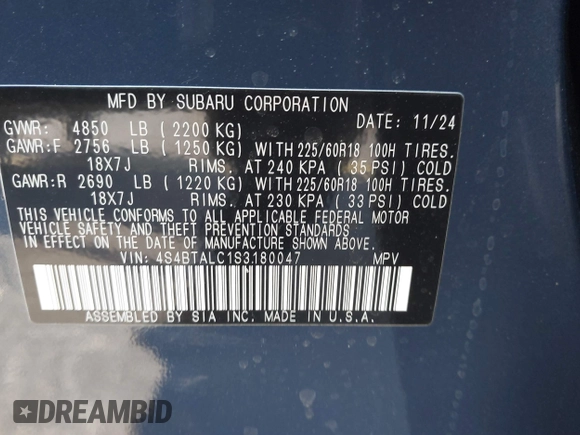 MFD BY SUBARU CORPORATION
GVWR: 4850 LB (2200 KG) DATE: 11/24
GAWR:F 2756 LB (1250 KG) WITH 225/60R18 100H TIRES.
18X7J RIMS. AT 240 KPA ( 35 PSI) COLD
GAWR:R 2690 LB (1220 KG) WITH 225/60R18 100H TIRES.
18X7J RIMS. AT 230 KPA ( 33 PSI) COLD
THIS VEHICLE CONFORMS TO ALL APPLICABLE FEDERAL MOTOR
VEHICLE SAFETY AND THEFT PREVENTION STANDARDS
IN EFFECT ON THE DATE OF MANUFACTURE SHOWN ABOVE.
VIN: 4S4BTALC1S3180047 MPV
ASSEMBLED BY SIA INC. MADE IN U.S.A.
DREAMBID